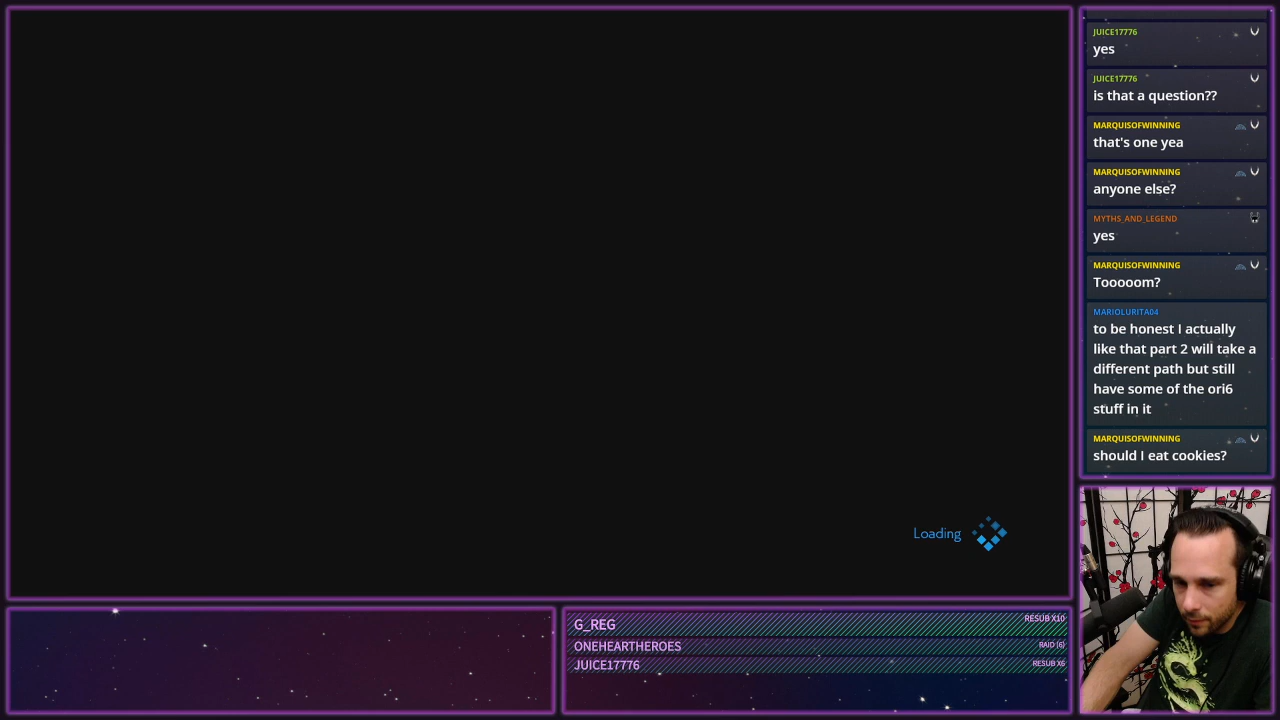 JUICE17776
yes
JUICE17776
is that a question??
MARQUISOFWINNING
that's one yea
MARQUISOFWINNING
anyone else?
MYTHS_AND_LEGEND
yes
MARQUISOFWINNING
Tooooom?
MARIOLURITA04
to be honest I actually
like that part 2 will take a
different path but still
have some of the ori6
stuff in it
MARQUISOFWINNING
should I eat cookies?
Loading
G_REG
RESUB X10
ONEHEARTHEROES
RAID (6)
JUICE17776
RESUB X6